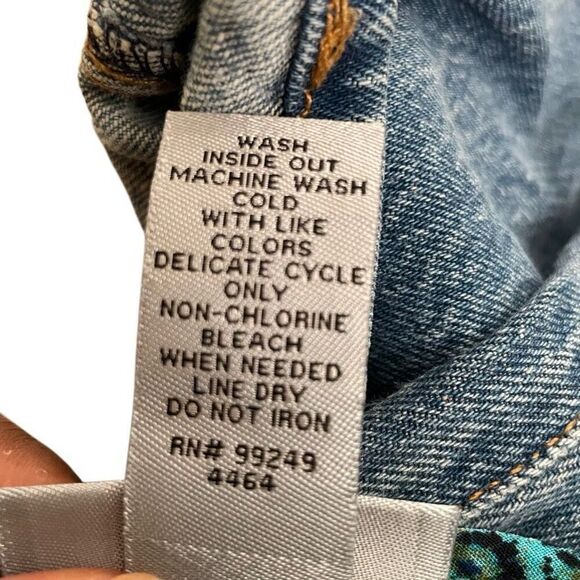 WASH
INSIDE OUT
MACHINE WASH
COLD
WITH LIKE
COLORS
DELICATE CYCLE
ONLY
NON-CHLORINE
BLEACH
WHEN NEEDED
LINE DRY
DO NOT IRON
RN# 99249
4464